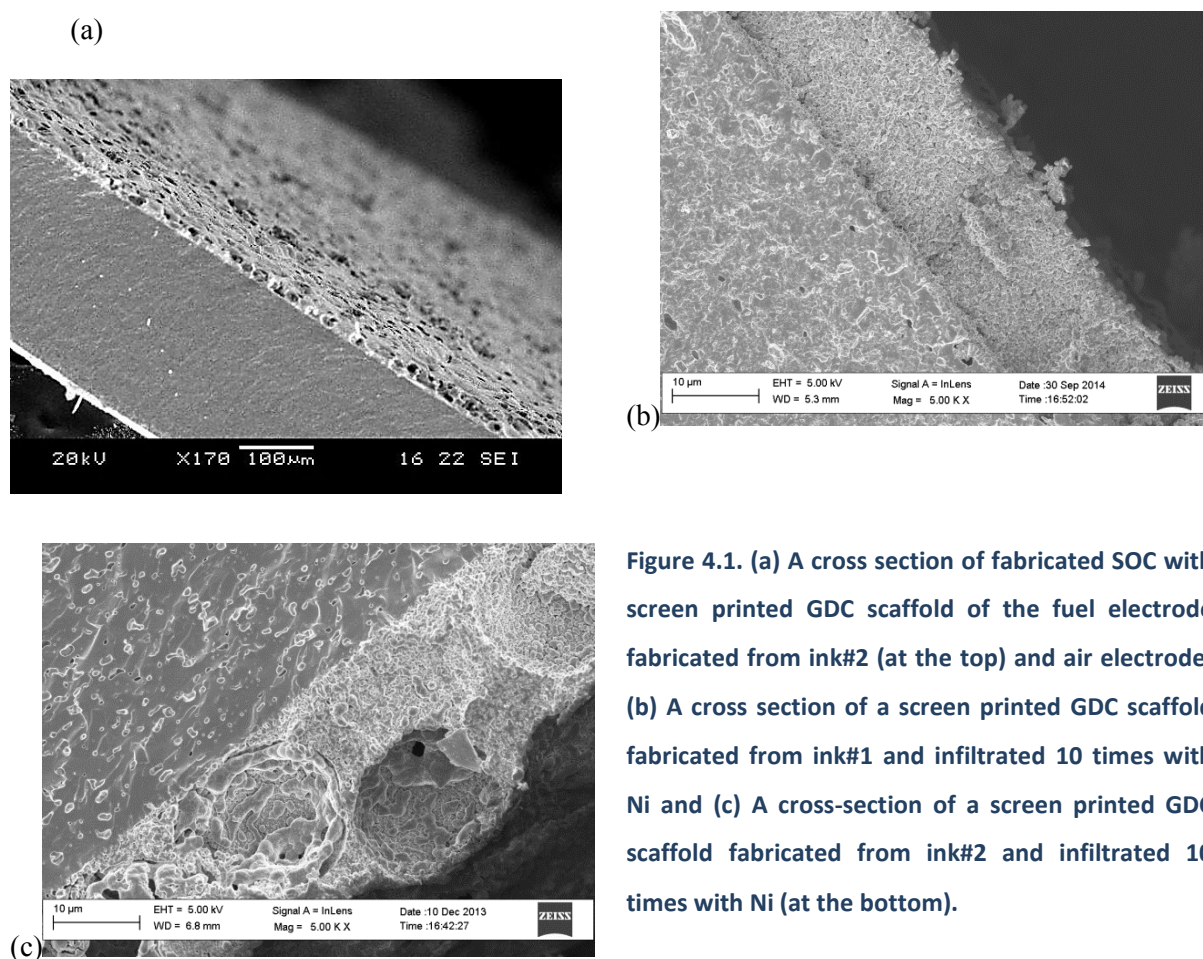 (a)
20kV X170 100µm 16 22 SEI
10 µm EHT = 5.00 kV Signal A = InLens Date :30 Sep 2014 ZEISS
WD = 5.3 mm Mag = 5.00 K X Time :16:52:02
(b)
10 µm EHT = 5.00 kV Signal A = InLens Date :10 Dec 2013 ZEISS
WD = 6.8 mm Mag = 5.00 K X Time :16:42:27
(c)
Figure 4.1. (a) A cross section of fabricated SOC with
screen printed GDC scaffold of the fuel electrode
fabricated from ink#2 (at the top) and air electrode
(b) A cross section of a screen printed GDC scaffold
fabricated from ink#1 and infiltrated 10 times with
Ni and (c) A cross-section of a screen printed GDC
scaffold fabricated from ink#2 and infiltrated 10
times with Ni (at the bottom).